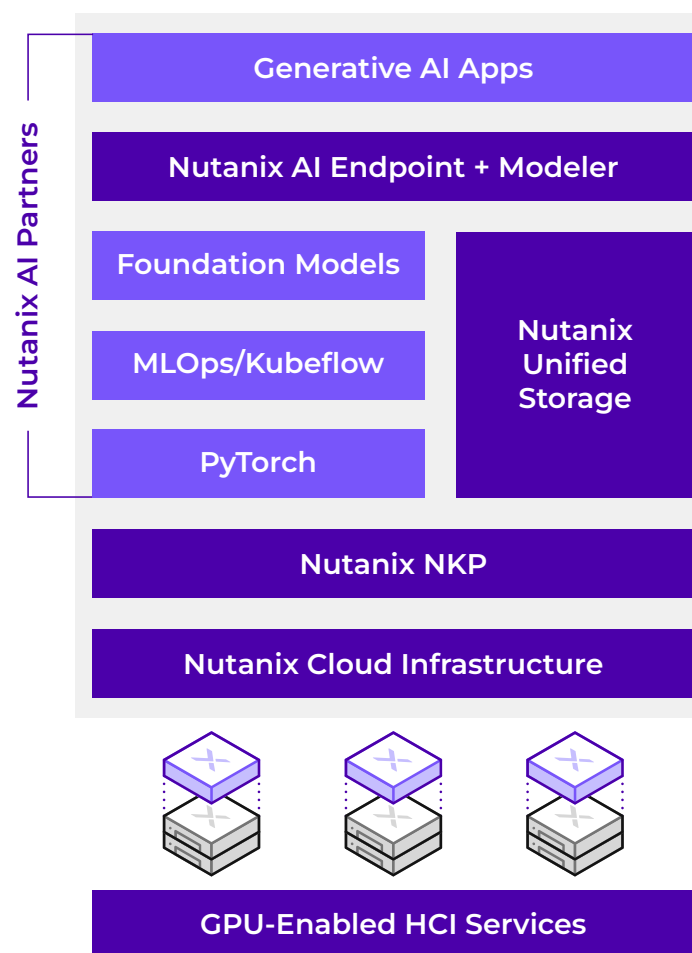 Generative AI Apps
Nutanix AI Partners
Nutanix AI Endpoint + Modeler
Foundation Models
MLOps/Kubeflow
PyTorch
Nutanix
Unified
Storage
Nutanix NKP
Nutanix Cloud Infrastructure
GPU-Enabled HCI Services